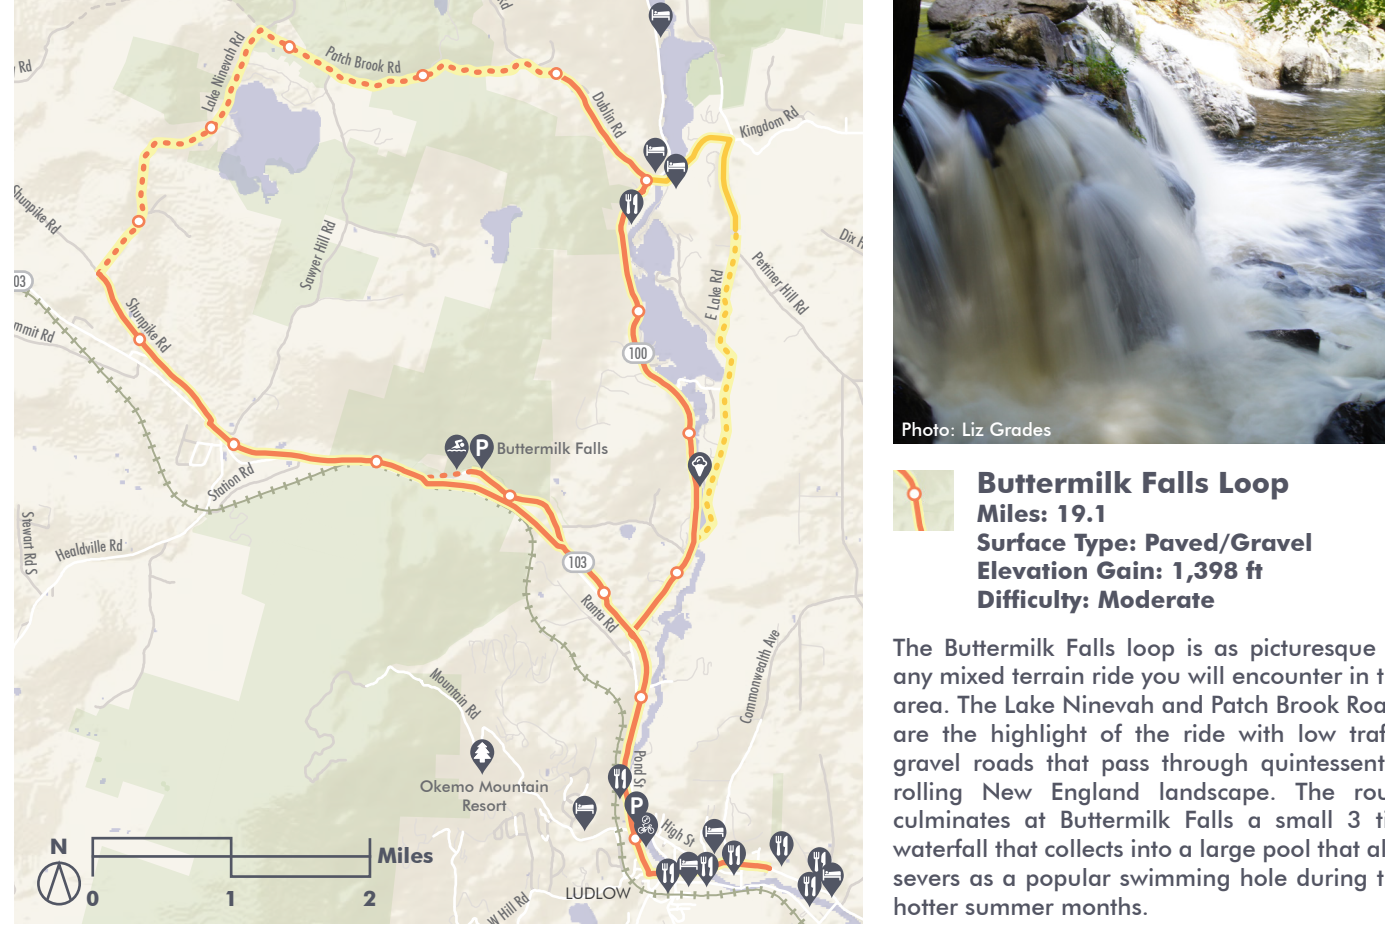 Rd
Rd
Lake Ninevah Rd
Patch Brook Rd
Dublin Rd
Kingdom Rd
Shunpike Rd
Sawyer Hill Rd
Dix H
Pettiner Hill Rd
E Lake Rd
03
mmit Rd
Shunpike Rd
100
P
Buttermilk Falls
Station Rd
Stewart Rd S
Healdville Rd
103
Ranta Rd
Commonwealth Ave
Mountain Rd
Pond St
Okemo Mountain
Resort
P
High St
N
Miles
0
1
2
LUDLOW
W Hill Rd
Photo: Liz Grades
Buttermilk Falls Loop
Miles: 19.1
Surface Type: Paved/Gravel
Elevation Gain: 1,398 ft
Difficulty: Moderate
The Buttermilk Falls loop is as picturesque
any mixed terrain ride you will encounter in t
area. The Lake Ninevah and Patch Brook Roa
are the highlight of the ride with low traf
gravel roads that pass through quintessent
rolling New England landscape. The rou
culminates at Buttermilk Falls a small 3 ti
waterfall that collects into a large pool that al
severs as a popular swimming hole during t
hotter summer months.